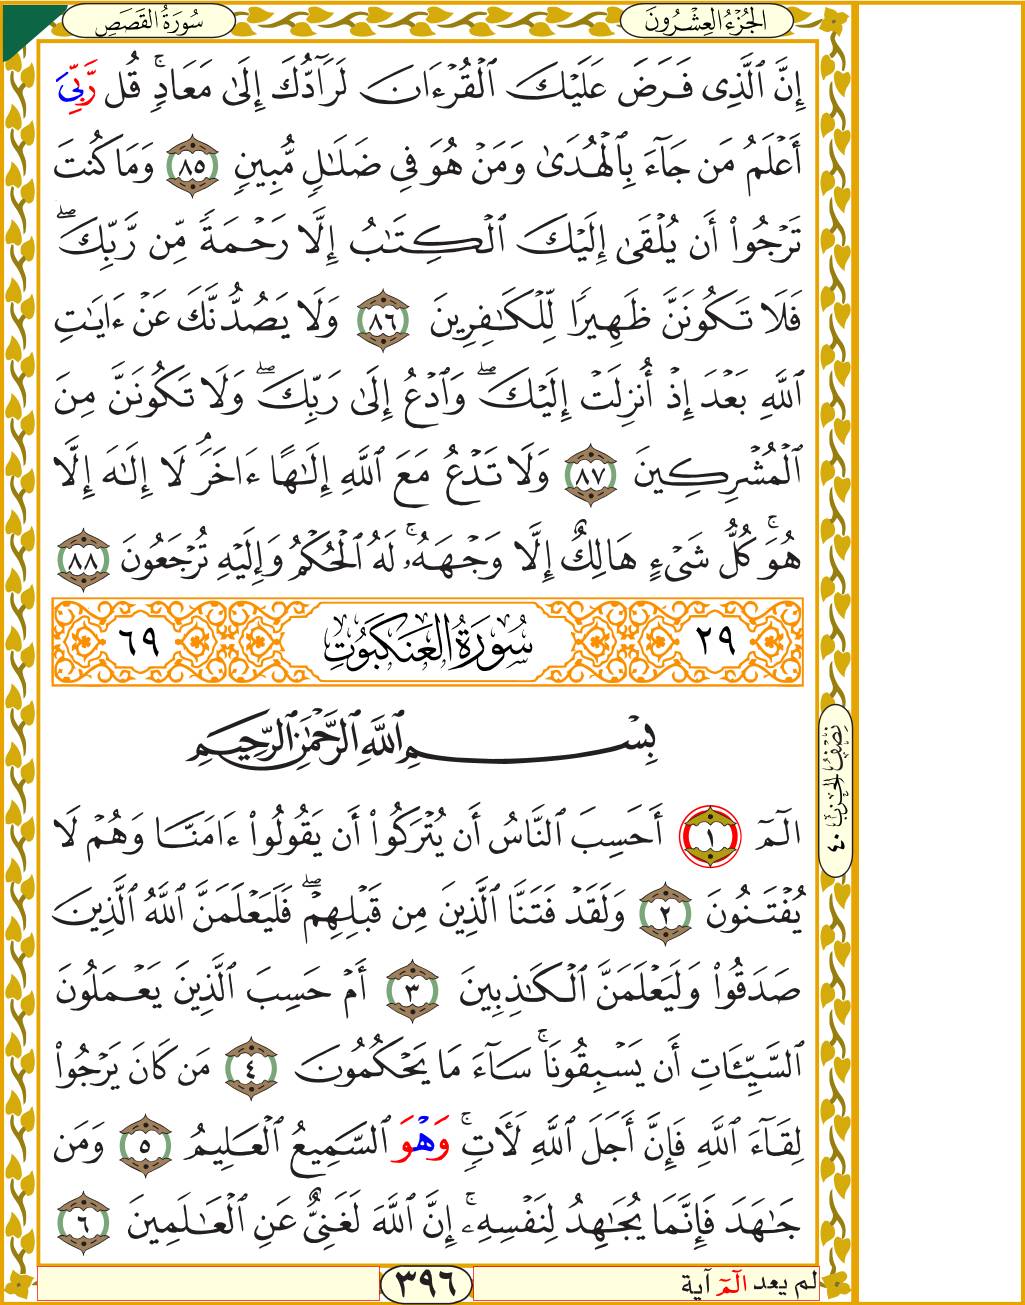 سُورَةُ القَصَصِ
الجُزْءُ العِشْرُونَ
إِنَّ ٱلَّذِى فَرَضَ عَلَيْكَ ٱلْقُرْءَانَ لَرَآدُّكَ إِلَىٰ مَعَادٍۚ قُل رَّبِّىَ
أَعْلَمُ مَن جَآءَ بِٱلْهُدَىٰ وَمَنْ هُوَ فِى ضَلَـٰلٍ مُّبِينٍ ٨٥ وَمَا كُنتَ
تَرْجُوا۟ أَن يُلْقَىٰ إِلَيْكَ ٱلْكِتَـٰبُ إِلَّا رَحْمَةً مِّن رَّبِّكَۖ
فَلَا تَكُونَنَّ ظَهِيرًا لِّلْكَـٰفِرِينَ ٨٦ وَلَا يَصُدُّنَّكَ عَنْ ءَايَـٰتِ
ٱللَّهِ بَعْدَ إِذْ أُنزِلَتْ إِلَيْكَۖ وَٱدْعُ إِلَىٰ رَبِّكَۖ وَلَا تَكُونَنَّ مِنَ
ٱلْمُشْرِكِينَ ٨٧ وَلَا تَدْعُ مَعَ ٱللَّهِ إِلَـٰهًا ءَاخَرَۘ لَا إِلَـٰهَ إِلَّا
هُوَۚ كُلُّ شَىْءٍ هَالِكٌ إِلَّا وَجْهَهُۥۚ لَهُ ٱلْحُكْمُ وَإِلَيْهِ تُرْجَعُونَ ٨٨
٢٩ سُورَةُ العَنكَبُوتِ ٦٩
بِسْمِ ٱللَّهِ ٱلرَّحْمَـٰنِ ٱلرَّحِيمِ
الٓمٓ ١ أَحَسِبَ ٱلنَّاسُ أَن يُتْرَكُوا۟ أَن يَقُولُوا۟ ءَامَنَّا وَهُمْ لَا
يُفْتَنُونَ ٢ وَلَقَدْ فَتَنَّا ٱلَّذِينَ مِن قَبْلِهِمْۖ فَلَيَعْلَمَنَّ ٱللَّهُ ٱلَّذِينَ
صَدَقُوا۟ وَلَيَعْلَمَنَّ ٱلْكَـٰذِبِينَ ٣ أَمْ حَسِبَ ٱلَّذِينَ يَعْمَلُونَ
ٱلسَّيِّـَٔاتِ أَن يَسْبِقُونَاۚ سَآءَ مَا يَحْكُمُونَ ٤ مَن كَانَ يَرْجُوا۟
لِقَآءَ ٱللَّهِ فَإِنَّ أَجَلَ ٱللَّهِ لَـَٔاتٍۚ وَهْوَ ٱلسَّمِيعُ ٱلْعَلِيمُ ٥ وَمَن
جَـٰهَدَ فَإِنَّمَا يُجَـٰهِدُ لِنَفْسِهِۦۚ إِنَّ ٱللَّهَ لَغَنِىٌّ عَنِ ٱلْعَـٰلَمِينَ ٦
نِصْفُ الحِزْبِ ٤٠
لم يعد الٓمٓ آية
٣٩٦